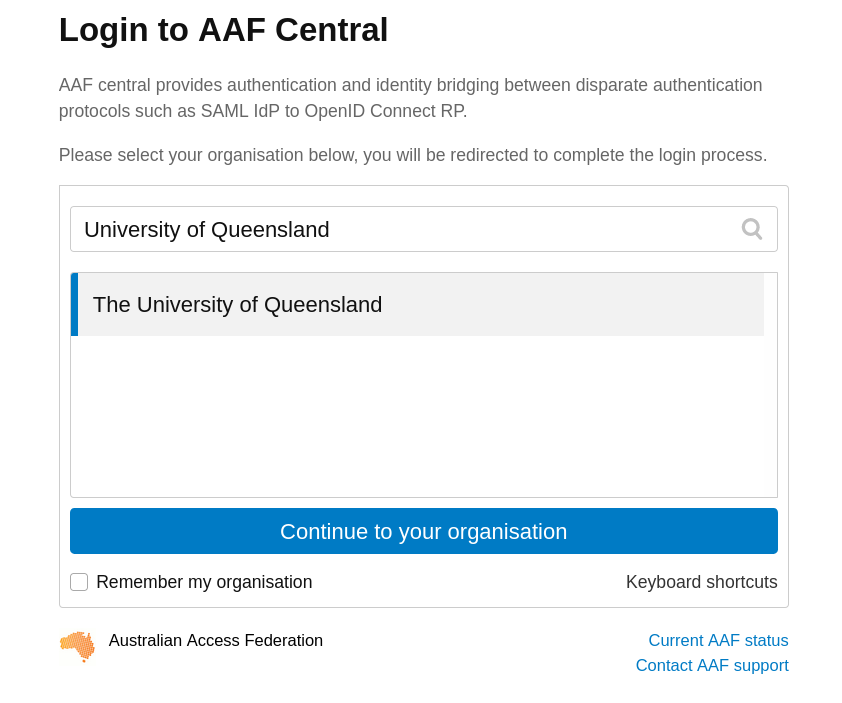 Login to AAF Central
AAF central provides authentication and identity bridging between disparate authentication
protocols such as SAML IdP to OpenID Connect RP.
Please select your organisation below, you will be redirected to complete the login process.
University of Queensland
The University of Queensland
Continue to your organisation
Remember my organisation
Keyboard shortcuts
Australian Access Federation
Current AAF status
Contact AAF support